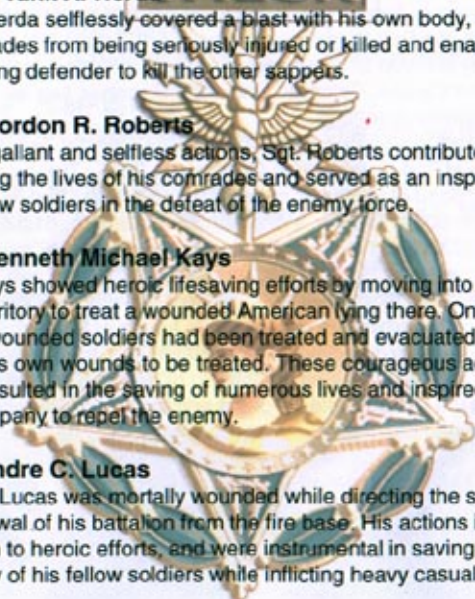 erda selflessly covered a blast with his own body,
ades from being seriously injured or killed and ena
ng defender to kill the other sappers.
ordon R. Roberts
gallant and selfless actions, Sgt. Roberts contribute
g the lives of his comrades and served as an insp
w soldiers in the defeat of the enemy force.
enneth Michael Kays
ys showed heroic lifesaving efforts by moving into
ritory to treat a wounded American lying there. On
wounded soldiers had been treated and evacuated
s own wounds to be treated. These courageous a
sulted in the saving of numerous lives and inspire
pany to repel the enemy.
ndre C. Lucas
Lucas was mortally wounded while directing the s
wal of his battalion from the fire base. His actions
n to heroic efforts, and were instrumental in saving
y of his fellow soldiers while inflicting heavy casual